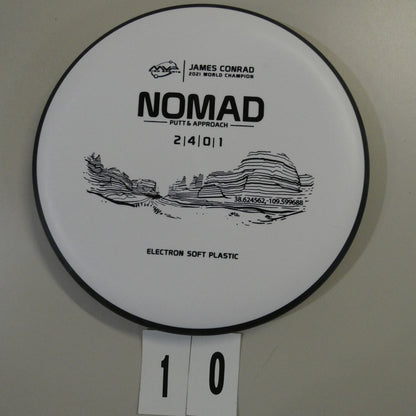 JAMES CONRAD
2021 WORLD CHAMPION
NOMAD
PUTT & APPROACH
2|4|0|1
38.624562,-109.599688
ELECTRON SOFT PLASTIC
1 0